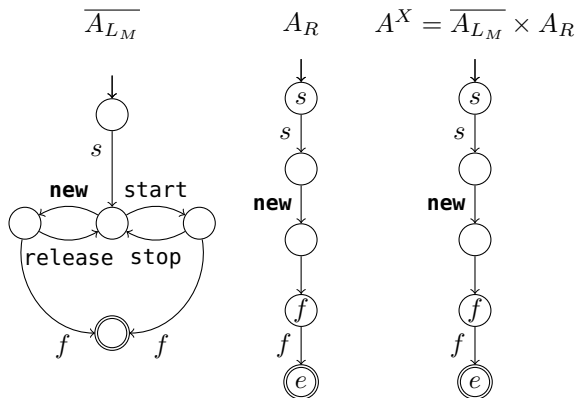 $\overline{A_{L_M}}$
$A_R$
$A^X = \overline{A_{L_M}} \times A_R$
s
new
start
release
stop
f
f
s
s
new
f
f
e
s
s
new
f
f
e